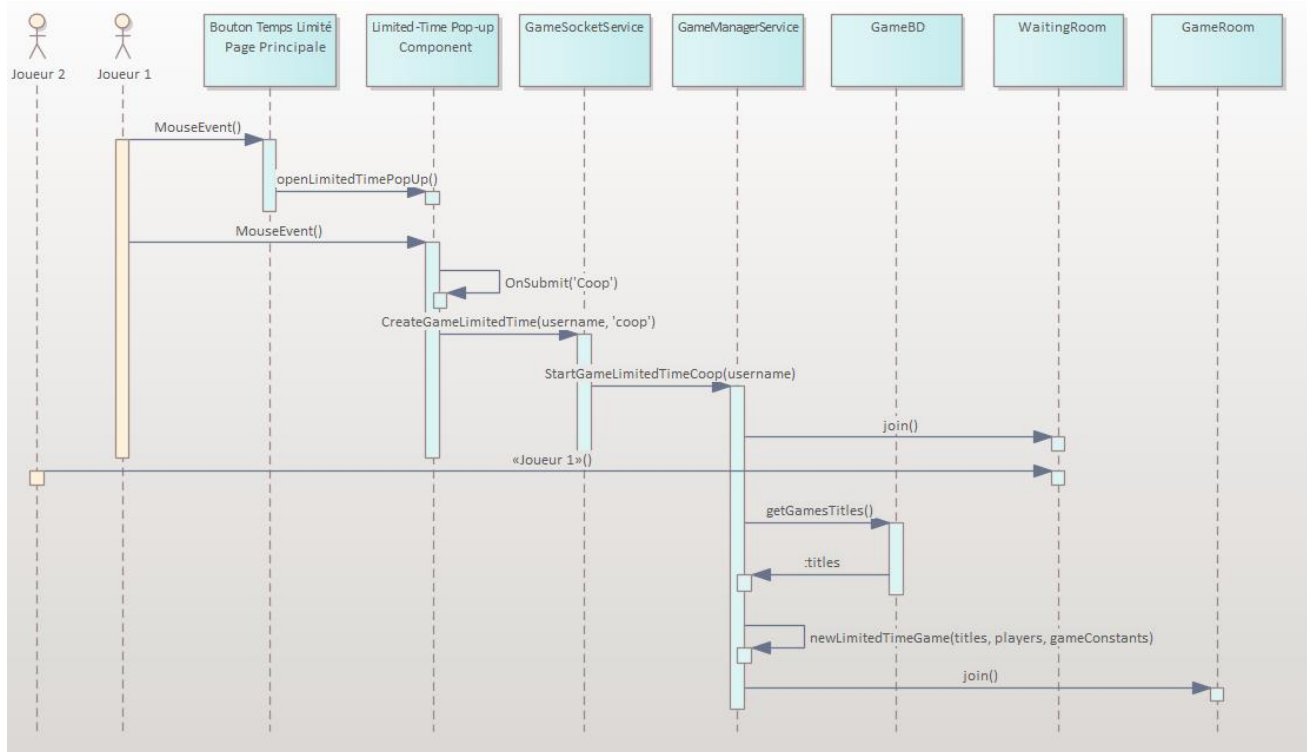 Joueur 2
Joueur 1
Bouton Temps Limité
Page Principale
Limited-Time Pop-up
Component
GameSocketService
GameManagerService
GameBD
WaitingRoom
GameRoom
MouseEvent()
openLimitedTimePopUp()
MouseEvent()
OnSubmit('Coop')
CreateGameLimitedTime(username, 'coop')
StartGameLimitedTimeCoop(username)
join()
«Joueur 1»()
getGamesTitles()
:titles
newLimitedTimeGame(titles, players, gameConstants)
join()